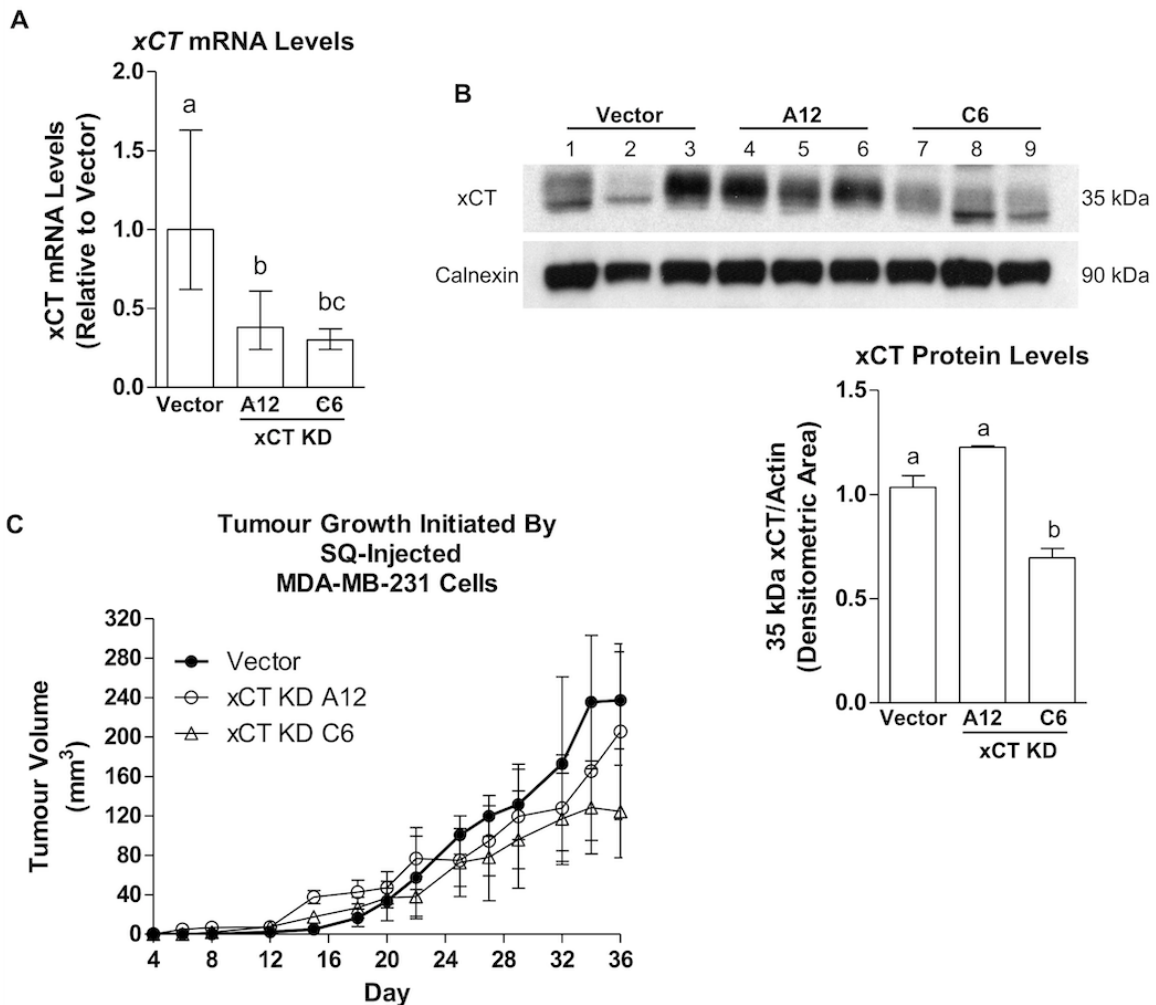 A
xCT mRNA Levels
xCT mRNA Levels
(Relative to Vector)
2.0
1.5
1.0
0.5
0.0
a
b
bc
Vector
A12
C6
xCT KD
B
Vector
A12
C6
1 2 3 4 5 6 7 8 9
xCT
35 kDa
Calnexin
90 kDa
xCT Protein Levels
35 kDa xCT/Actin
(Densitometric Area)
1.5
1.0
0.5
0.0
a
a
b
Vector
A12
C6
xCT KD
C
Tumour Growth Initiated By
SQ-Injected
MDA-MB-231 Cells
Tumour Volume
(mm³)
320
280
240
200
160
120
80
40
0
Vector
xCT KD A12
xCT KD C6
4 8 12 16 20 24 28 32 36
Day